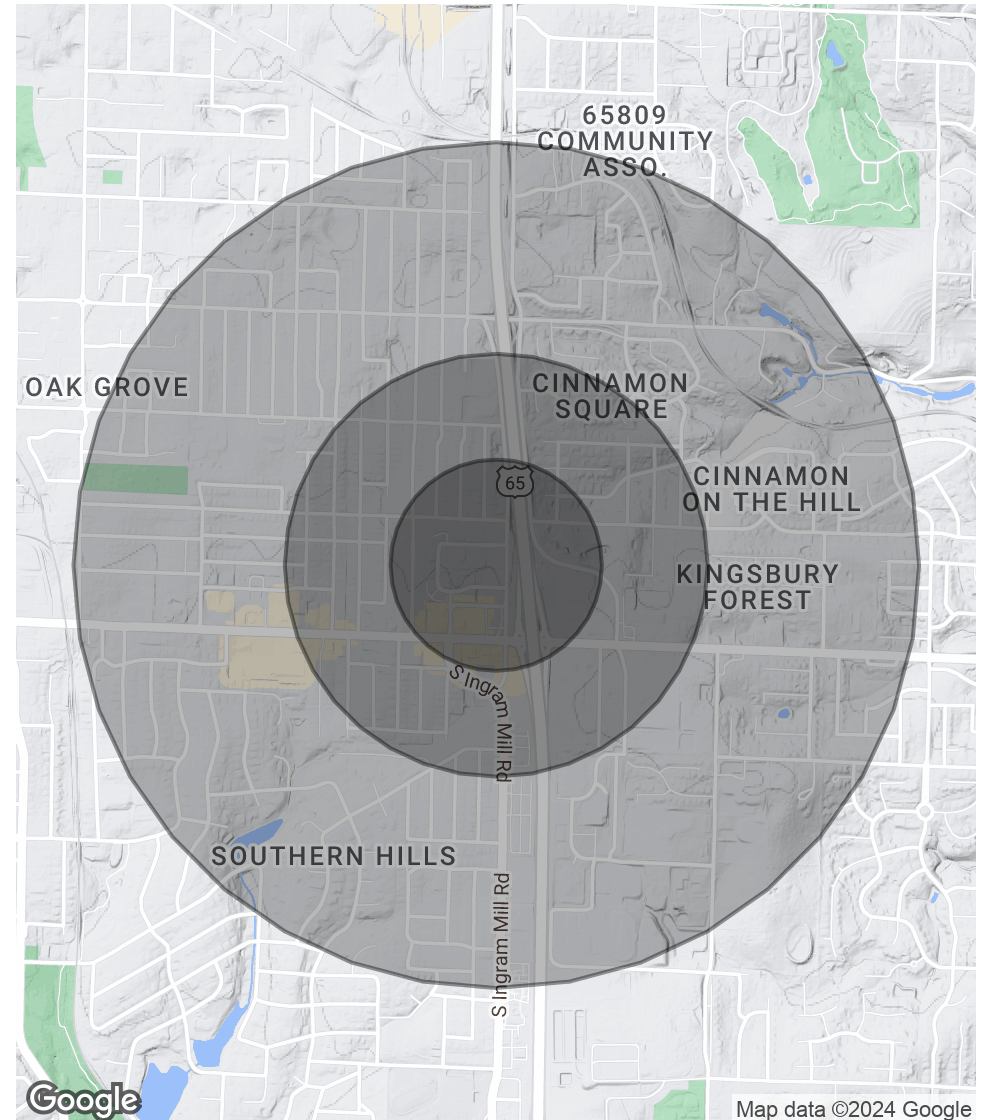 65809
COMMUNITY
ASSO.
OAK GROVE
CINNAMON
SQUARE
65
CINNAMON
ON THE HILL
KINGSBURY
FOREST
S Ingram Mill Rd
SOUTHERN HILLS
S Ingram Mill Rd
Google
Map data ©2024 Google